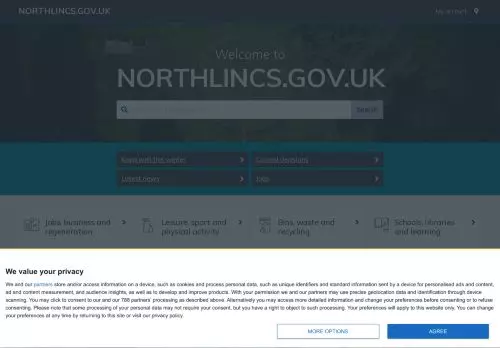 NORTHLINCS.GOV.UK
My account
Welcome to
NORTHLINCS.GOV.UK
Search
Keep well this winter
Council decisions
Latest news
Jobs
Jobs, business and
regeneration
Leisure, sport and
physical activity
Bins, waste and
recycling
Schools, libraries
and learning
We value your privacy
We and our partners store and/or access information on a device, such as cookies and process personal data, such as unique identifiers and standard information sent by a device for personalised ads and content,
ad and content measurement, and audience insights, as well as to develop and improve products. With your permission we and our partners may use precise geolocation data and identification through device
scanning. You may click to consent to our and our 788 partners' processing as described above. Alternatively you may access more detailed information and change your preferences before consenting or to refuse
consenting. Please note that some processing of your personal data may not require your consent, but you have a right to object to such processing. Your preferences will apply to this website only. You can change
your preferences at any time by returning to this site or visit our privacy policy.
MORE OPTIONS
AGREE